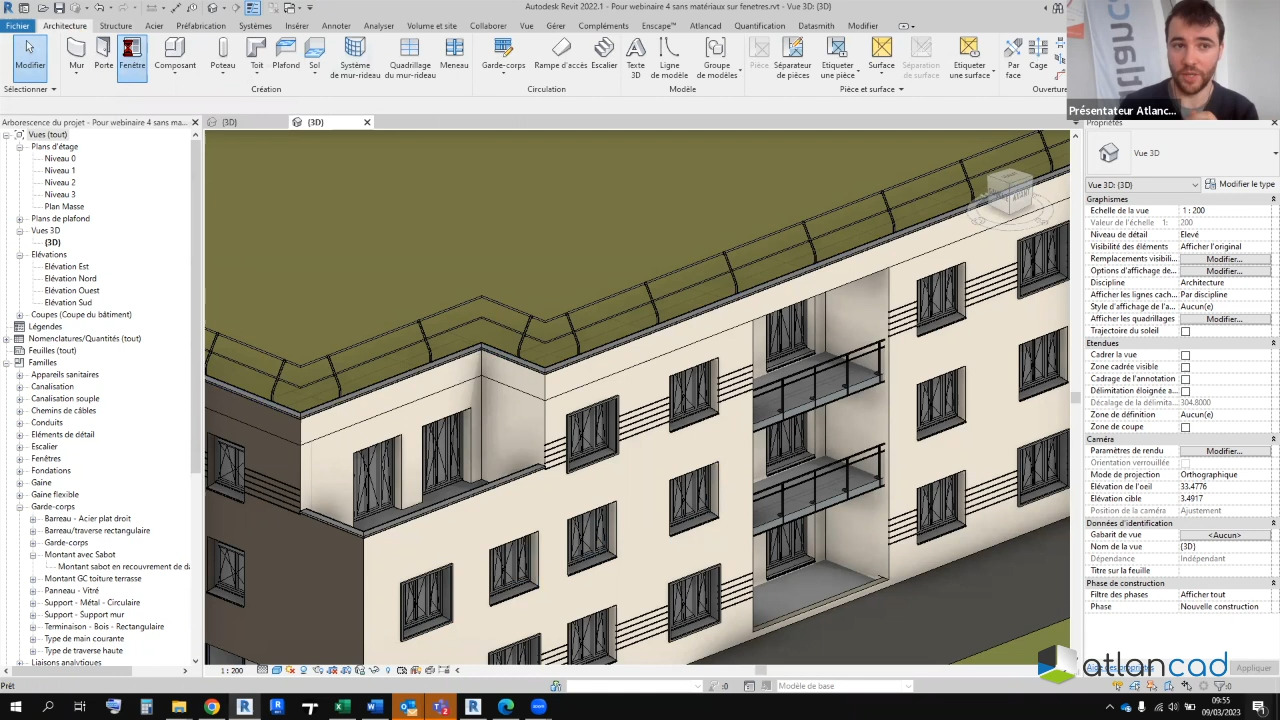 Autodesk Revit 2022.1 - Pour webinaire 4 sans matériaux sur fenetres.rvt - Vue 3D: {3D}
Fichier Architecture Structure Acier Préfabrication Systèmes Insérer Annoter Analyser Volume et site Collaborer Vue Gérer Compléments Enscape™ Atlantis Quantification Datasmith Modifier
Modifier Mur Porte Fenêtre Composant Poteau Toit Plafond Sol Système de mur-rideau Quadrillage du mur-rideau Meneau Garde-corps Rampe d'accès Escalier Texte 3D Ligne de modèle Groupe de modèles Pièce Séparateur de pièces Etiqueter une pièce Surface Séparation de surface Etiqueter une surface Par face Cage
Sélectionner Création Circulation Modèle Pièce et surface Ouverture
Présentateur Atlanc...
Arborescence du projet - Pour webinaire 4 sans ma...
{3D} {3D}
Vues (tout)
Plans d'étage
Niveau 0
Niveau 1
Niveau 2
Niveau 3
Plan Masse
Plans de plafond
Vues 3D
{3D}
Elévations
Elévation Est
Elévation Nord
Elévation Ouest
Elévation Sud
Coupes (Coupe du bâtiment)
Légendes
Nomenclatures/Quantités (tout)
Feuilles (tout)
Familles
Appareils sanitaires
Canalisation
Canalisation souple
Chemins de câbles
Conduits
Eléments de détail
Escalier
Fenêtres
Fondations
Gaine
Gaine flexible
Garde-corps
Barreau - Acier plat droit
Barreau/traverse rectangulaire
Garde-corps
Montant avec Sabot
Montant sabot en recouvrement de da
Montant GC toiture terrasse
Panneau - Vitré
Support - Métal - Circulaire
Support - Support mur
Terminaison - Bois - Rectangulaire
Type de main courante
Type de traverse haute
Liaisons analytiques
Propriétés
Vue 3D
Vue 3D: {3D} Modifier le type
Graphismes
Echelle de la vue 1 : 200
Valeur de l'échelle 1: 200
Niveau de détail Elevé
Visibilité des éléments Afficher l'original
Remplacements visibili... Modifier...
Options d'affichage de... Modifier...
Discipline Architecture
Afficher les lignes cach... Par discipline
Style d'affichage de l'a... Aucun(e)
Afficher les quadrillages Modifier...
Trajectoire du soleil
Etendues
Cadrer la vue
Zone cadrée visible
Cadrage de l'annotation
Délimitation éloignée a...
Décalage de la délimita... 304.8000
Zone de définition Aucun(e)
Zone de coupe
Caméra
Paramètres de rendu Modifier...
Orientation verrouillée
Mode de projection Orthographique
Elévation de l'oeil 33.4776
Elévation cible 3.4917
Position de la caméra Ajustement
Données d'identification
Gabarit de vue <Aucun>
Nom de la vue {3D}
Dépendance Indépendant
Titre sur la feuille
Phase de construction
Filtre des phases Afficher tout
Phase Nouvelle construction
Aide des propriétés Appliquer
atlancad
1 : 200
Prêt :0 Modèle de base :0
09:55
09/03/2023